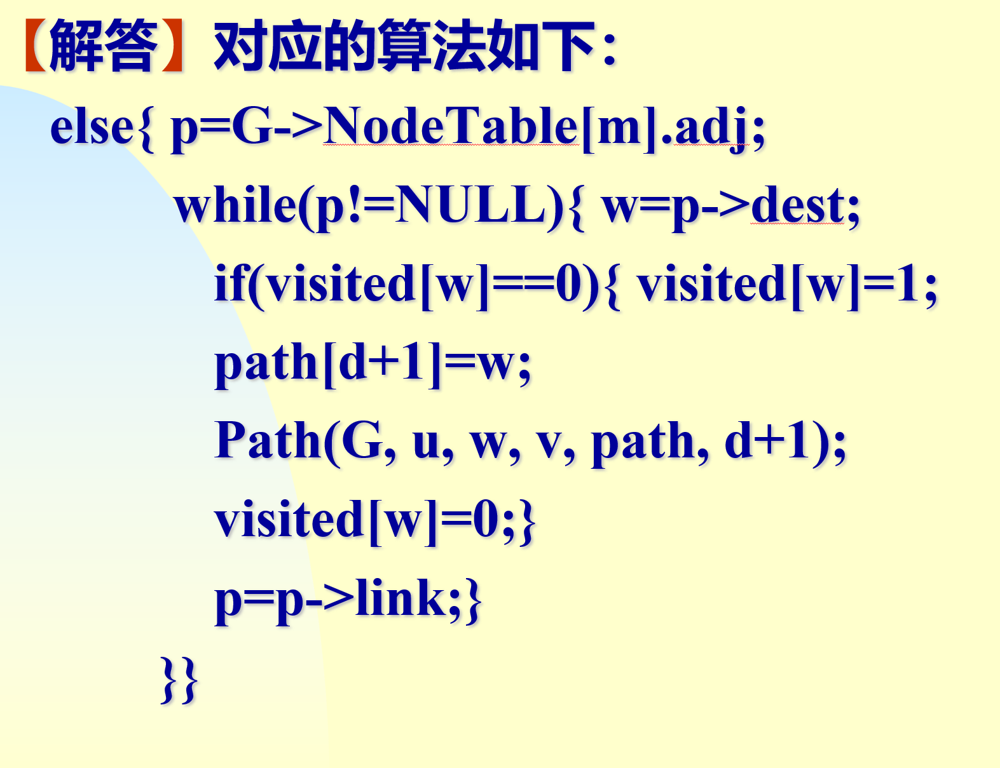 【解答】对应的算法如下：
else{ p=G->NodeTable[m].adj;
while(p!=NULL){ w=p->dest;
if(visited[w]==0){ visited[w]=1;
path[d+1]=w;
Path(G, u, w, v, path, d+1);
visited[w]=0;}
p=p->link;}
}}